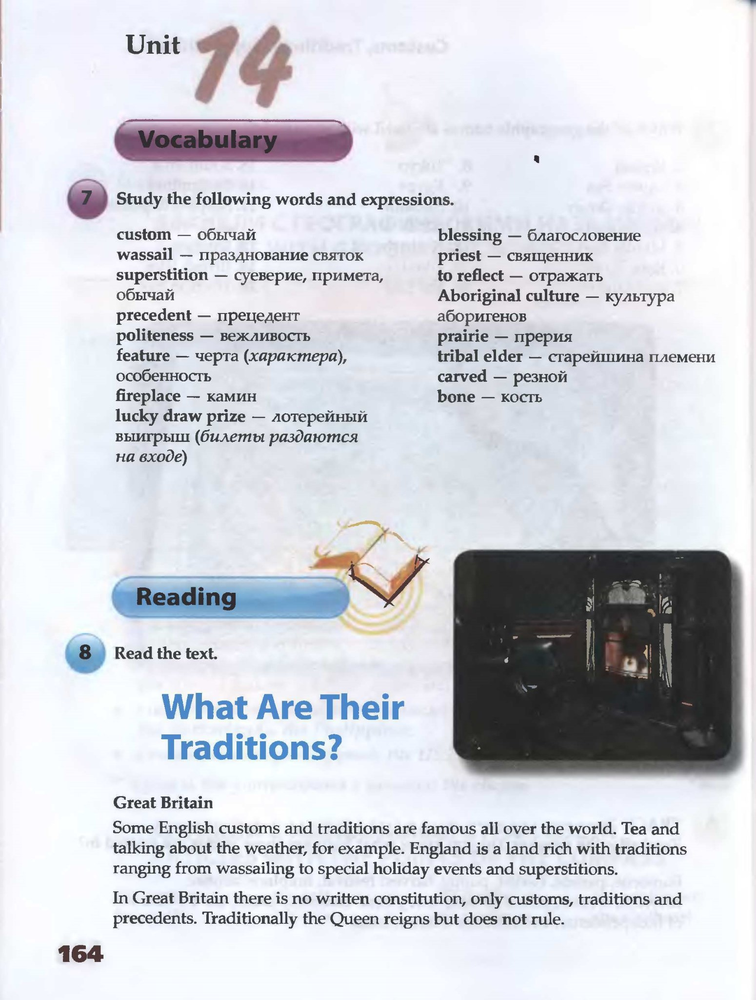 Unit 14
Vocabulary
7 Study the following words and expressions.
custom — обычай
wassail — празднование святок
superstition — суеверие, примета,
обычай
precedent — прецедент
politeness — вежливость
feature — черта (характера),
особенность
fireplace — камин
lucky draw prize — лотерейный
выигрыш (билеты раздаются
на входе)
blessing — благословение
priest — священник
to reflect — отражать
Aboriginal culture — культура
аборигенов
prairie — прерия
tribal elder — старейшина племени
carved — резной
bone — кость
Reading
8 Read the text.
What Are Their
Traditions?
Great Britain
Some English customs and traditions are famous all over the world. Tea and
talking about the weather, for example. England is a land rich with traditions
ranging from wassailing to special holiday events and superstitions.
In Great Britain there is no written constitution, only customs, traditions and
precedents. Traditionally the Queen reigns but does not rule.
164